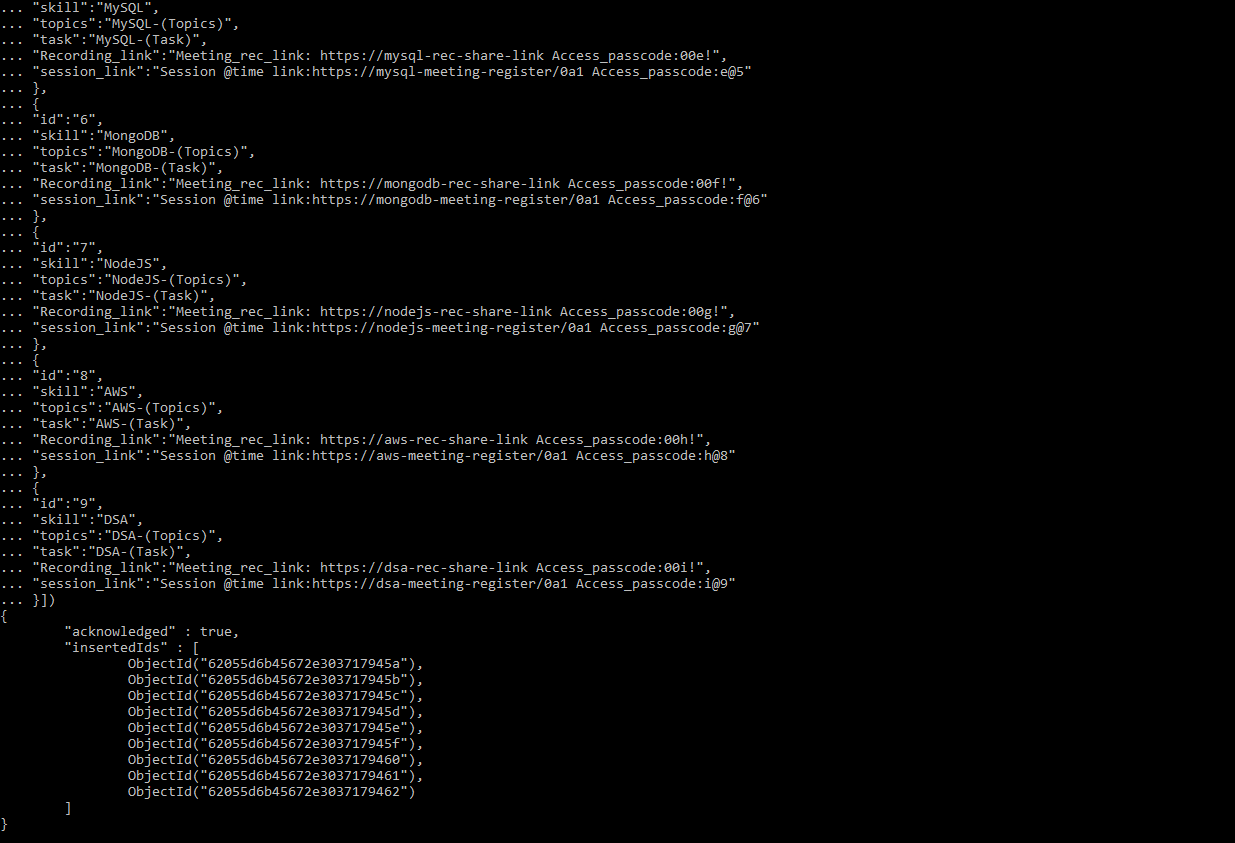 ... "skill":"MySQL",
... "topics":"MySQL-(Topics)",
... "task":"MySQL-(Task)",
... "Recording_link":"Meeting_rec_link: https://mysql-rec-share-link Access_passcode:00e!",
... "session_link":"Session @time link:https://mysql-meeting-register/0a1 Access_passcode:e@5"
... },
... {
... "id":"6",
... "skill":"MongoDB",
... "topics":"MongoDB-(Topics)",
... "task":"MongoDB-(Task)",
... "Recording_link":"Meeting_rec_link: https://mongodb-rec-share-link Access_passcode:00f!",
... "session_link":"Session @time link:https://mongodb-meeting-register/0a1 Access_passcode:f@6"
... },
... {
... "id":"7",
... "skill":"NodeJS",
... "topics":"NodeJS-(Topics)",
... "task":"NodeJS-(Task)",
... "Recording_link":"Meeting_rec_link: https://nodejs-rec-share-link Access_passcode:00g!",
... "session_link":"Session @time link:https://nodejs-meeting-register/0a1 Access_passcode:g@7"
... },
... {
... "id":"8",
... "skill":"AWS",
... "topics":"AWS-(Topics)",
... "task":"AWS-(Task)",
... "Recording_link":"Meeting_rec_link: https://aws-rec-share-link Access_passcode:00h!",
... "session_link":"Session @time link:https://aws-meeting-register/0a1 Access_passcode:h@8"
... },
... {
... "id":"9",
... "skill":"DSA",
... "topics":"DSA-(Topics)",
... "task":"DSA-(Task)",
... "Recording_link":"Meeting_rec_link: https://dsa-rec-share-link Access_passcode:00i!",
... "session_link":"Session @time link:https://dsa-meeting-register/0a1 Access_passcode:i@9"
... }])
{
        "acknowledged" : true,
        "insertedIds" : [
                ObjectId("62055d6b45672e303717945a"),
                ObjectId("62055d6b45672e303717945b"),
                ObjectId("62055d6b45672e303717945c"),
                ObjectId("62055d6b45672e303717945d"),
                ObjectId("62055d6b45672e303717945e"),
                ObjectId("62055d6b45672e303717945f"),
                ObjectId("62055d6b45672e3037179460"),
                ObjectId("62055d6b45672e3037179461"),
                ObjectId("62055d6b45672e3037179462")
        ]
}